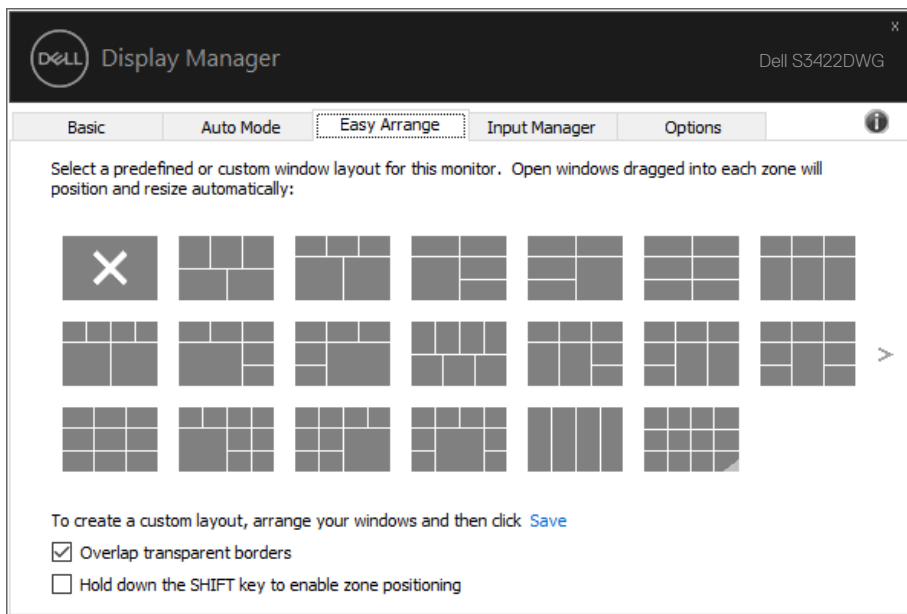 x
DELL Display Manager
Dell S3422DWG
Basic Auto Mode Easy Arrange Input Manager Options
Select a predefined or custom window layout for this monitor. Open windows dragged into each zone will
position and resize automatically:
>
To create a custom layout, arrange your windows and then click Save
Overlap transparent borders
Hold down the SHIFT key to enable zone positioning